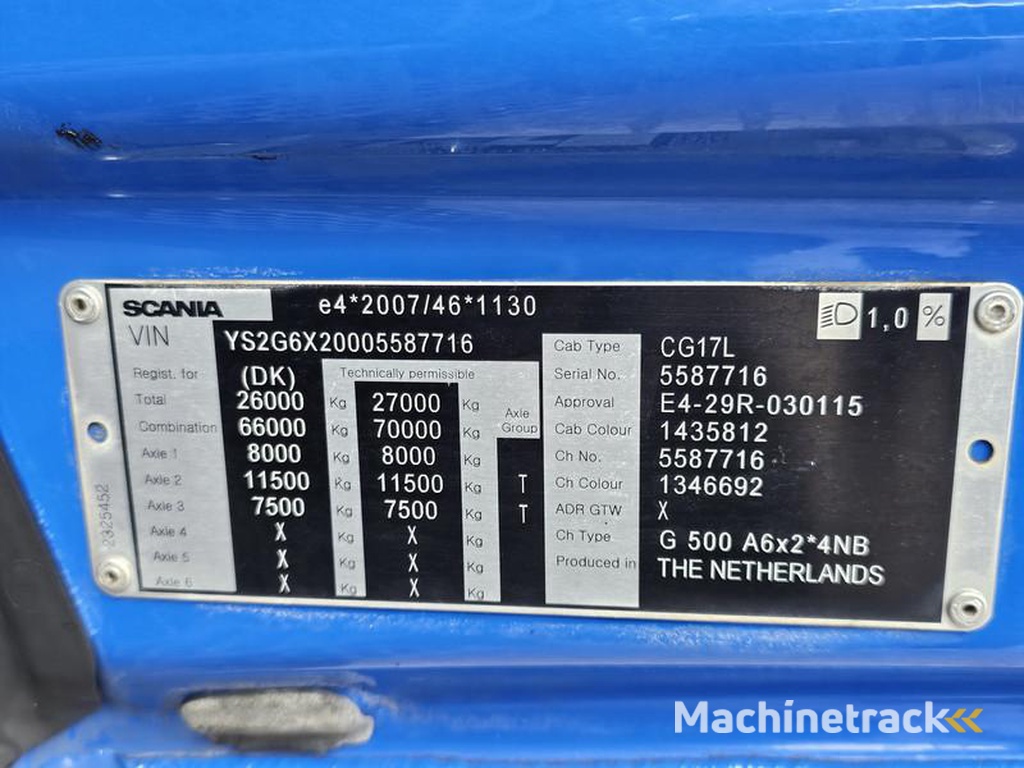 SCANIA e4*2007/46*1130 1,0 %
VIN YS2G6X20005587716
Regist. for (DK) Technically permissible
Total 26000 Kg 27000 Kg Axle Group
Combination 66000 Kg 70000 Kg
Axle 1 8000 Kg 8000 Kg
Axle 2 11500 Kg 11500 Kg T
Axle 3 7500 Kg 7500 Kg T
Axle 4 X Kg X Kg
Axle 5 X Kg X Kg
Axle 6 X Kg X Kg
Cab Type CG17L
Serial No. 5587716
Approval E4-29R-030115
Cab Colour 1435812
Ch No. 5587716
Ch Colour 1346692
ADR GTW X
Ch Type G 500 A6x2*4NB
Produced in THE NETHERLANDS
2325452
Machinetrack